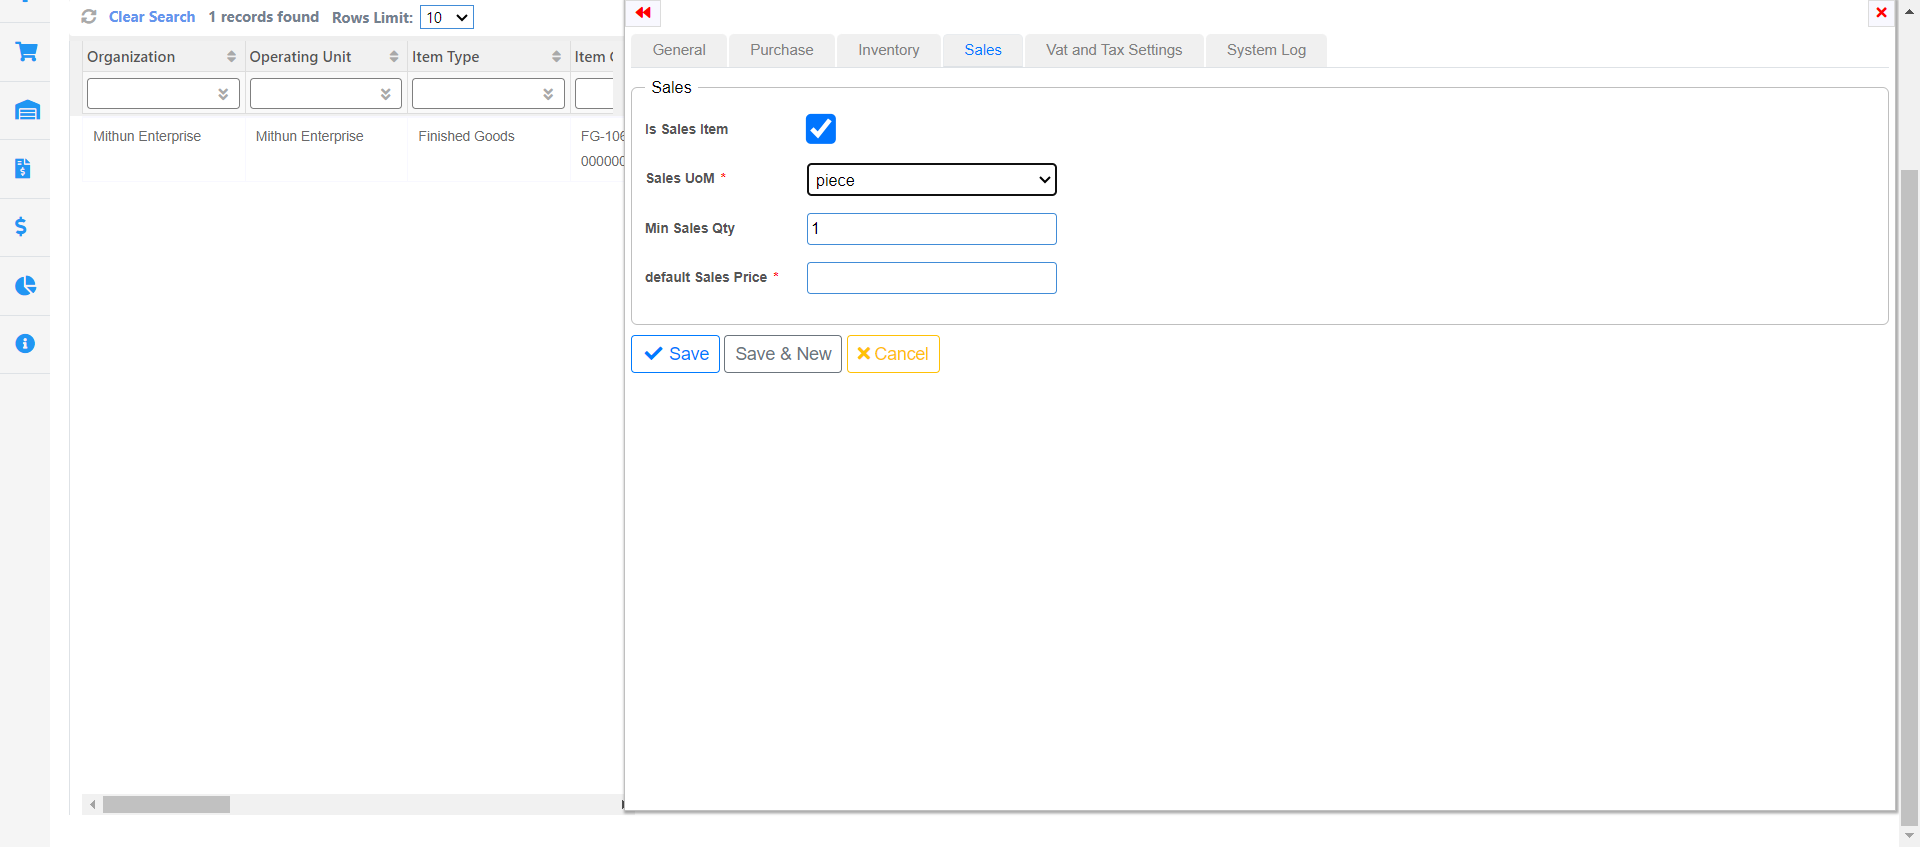 Clear Search 1 records found Rows Limit: 10
Organization Operating Unit Item Type Item
Mithun Enterprise Mithun Enterprise Finished Goods FG-106
000000
General Purchase Inventory Sales Vat and Tax Settings System Log
Sales
Is Sales Item
Sales UoM * piece
Min Sales Qty 1
default Sales Price *
Save Save & New Cancel